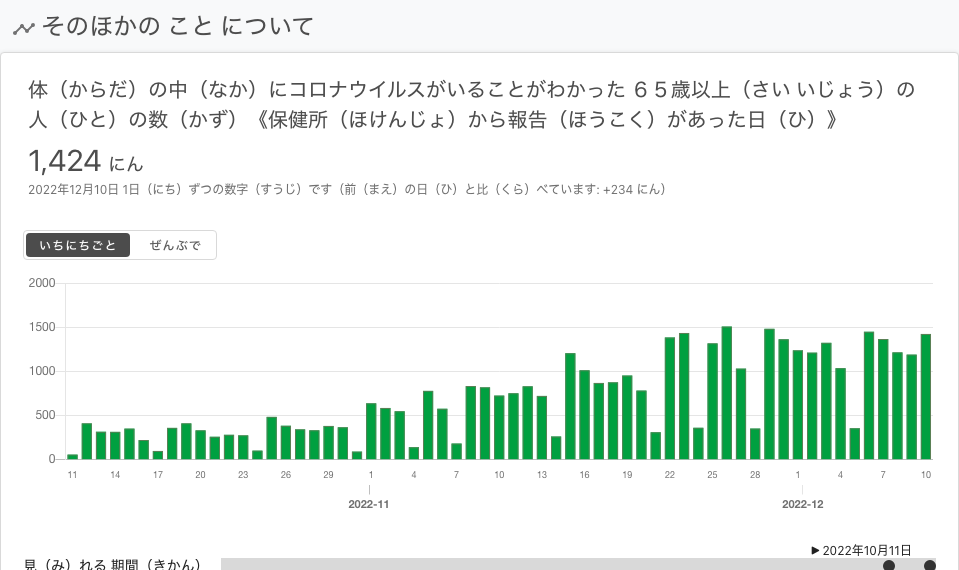 そのほかの こと について
体（からだ）の中（なか）にコロナウイルスがいることがわかった ６５歳以上（さい いじょう）の
人（ひと）の数（かず）《保健所（ほけんじょ）から報告（ほうこく）があった日（ひ）》
1,424 にん
2022年12月10日 1日（にち）ずつの数字（すうじ）です（前（まえ）の日（ひ）と比（くら）べています: +234 にん）
いちにちごと ぜんぶで
2000
1500
1000
500
0
11 14 17 20 23 26 29 1 4 7 10 13 16 19 22 25 28 1 4 7 10
2022-11 2022-12
▶ 2022年10月11日
見（み）れる 期間（きかん）